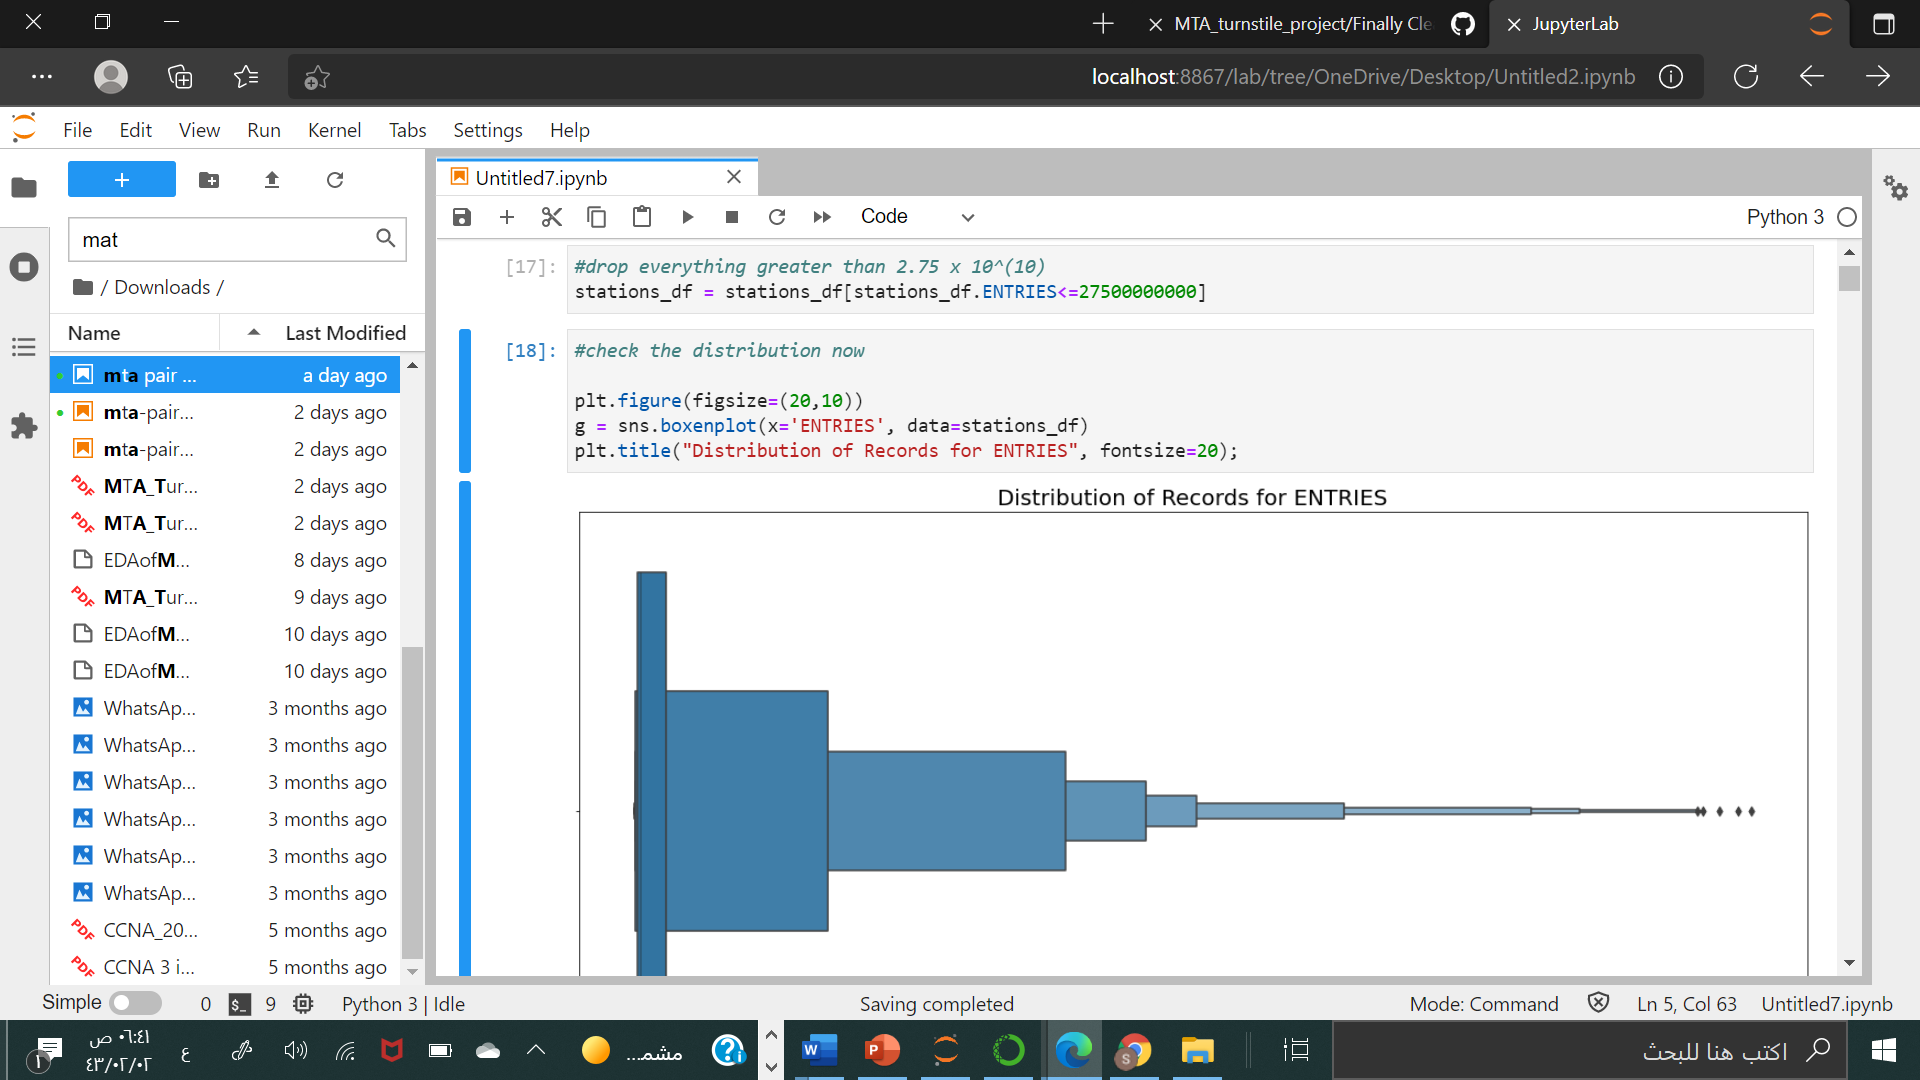 MTA_turnstile_project/Finally Cle
JupyterLab
localhost:8867/lab/tree/OneDrive/Desktop/Untitled2.ipynb
File Edit View Run Kernel Tabs Settings Help
mat
/ Downloads /
Name Last Modified
mta pair ... a day ago
mta-pair... 2 days ago
mta-pair... 2 days ago
MTA_Tur... 2 days ago
MTA_Tur... 2 days ago
EDAofM... 8 days ago
MTA_Tur... 9 days ago
EDAofM... 10 days ago
EDAofM... 10 days ago
WhatsAp... 3 months ago
WhatsAp... 3 months ago
WhatsAp... 3 months ago
WhatsAp... 3 months ago
WhatsAp... 3 months ago
WhatsAp... 3 months ago
CCNA_20... 5 months ago
CCNA 3 i... 5 months ago
Untitled7.ipynb
Code
Python 3
[17]:
#drop everything greater than 2.75 x 10^(10)
stations_df = stations_df[stations_df.ENTRIES<=27500000000]
[18]:
#check the distribution now
plt.figure(figsize=(20,10))
g = sns.boxenplot(x='ENTRIES', data=stations_df)
plt.title("Distribution of Records for ENTRIES", fontsize=20);
Distribution of Records for ENTRIES
Simple 0 9 Python 3 | Idle Saving completed Mode: Command Ln 5, Col 63 Untitled7.ipynb
٠٦:٤١ ص
٤٣/٠٢/٠٢
١
ع
مشم...
اكتب هنا للبحث